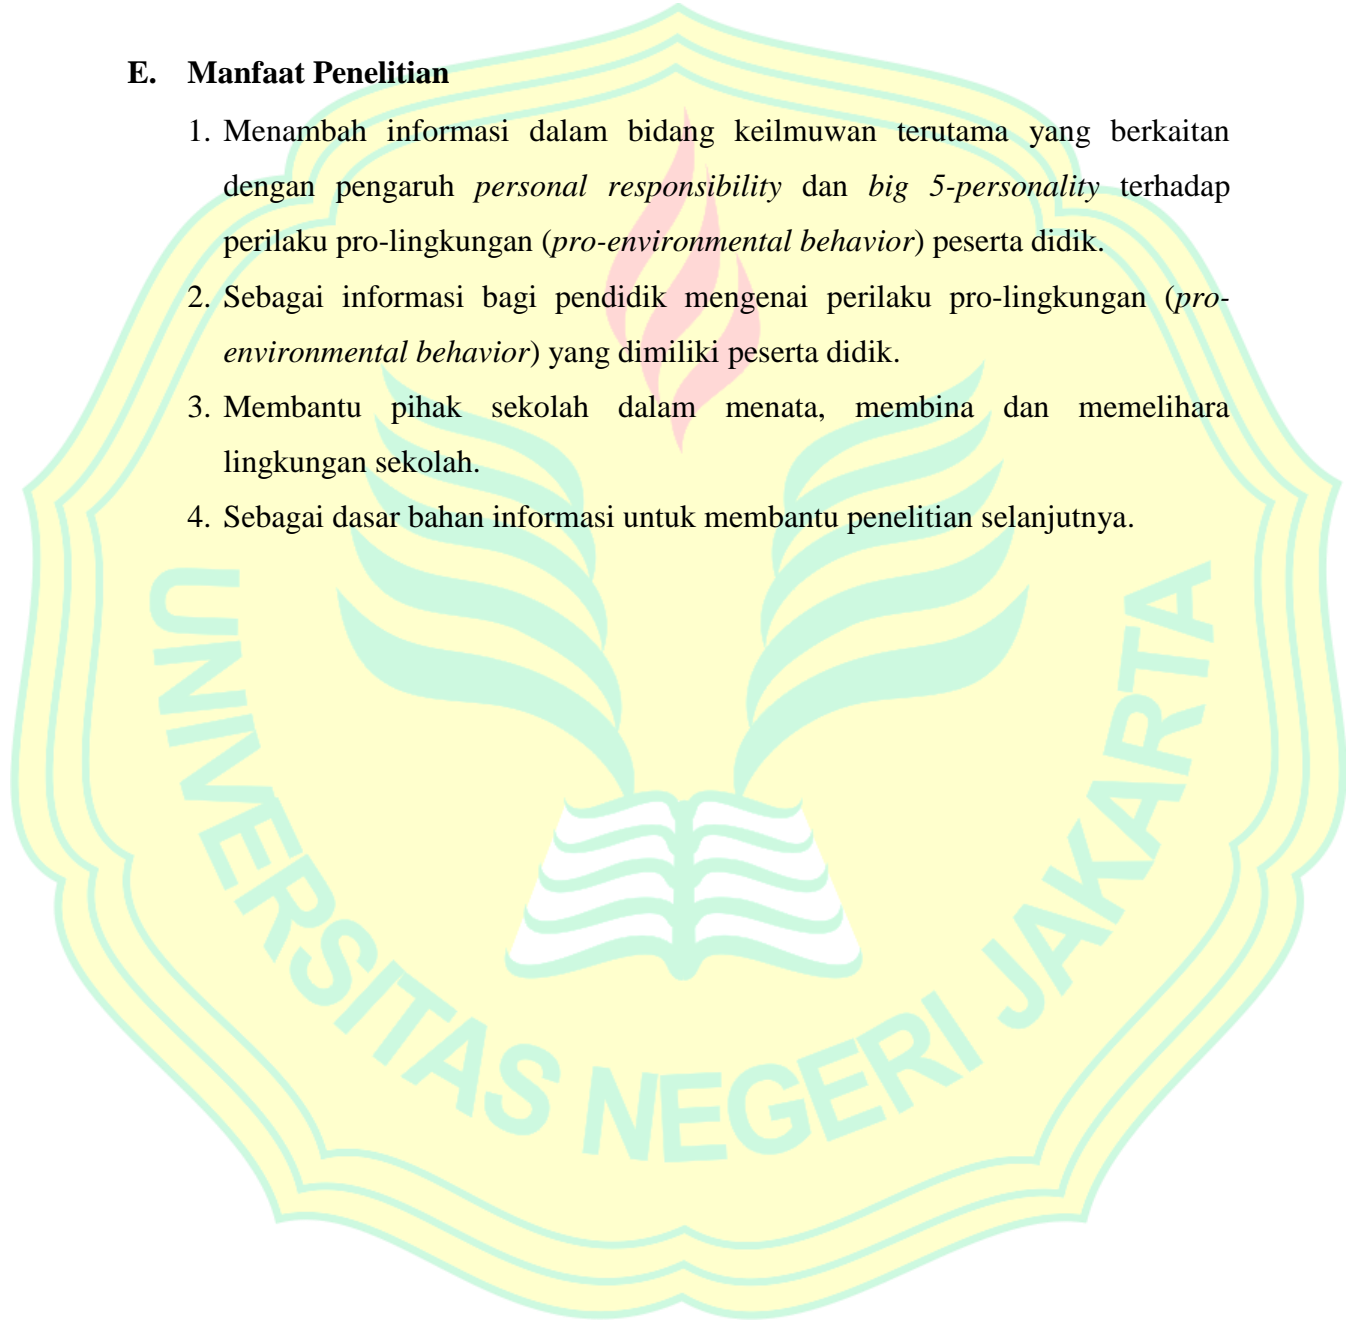 E. Manfaat Penelitian
1. Menambah informasi dalam bidang keilmuwan terutama yang berkaitan
dengan pengaruh personal responsibility dan big 5-personality terhadap
perilaku pro-lingkungan (pro-environmental behavior) peserta didik.
2. Sebagai informasi bagi pendidik mengenai perilaku pro-lingkungan (pro-
environmental behavior) yang dimiliki peserta didik.
3. Membantu pihak sekolah dalam menata, membina dan memelihara
lingkungan sekolah.
4. Sebagai dasar bahan informasi untuk membantu penelitian selanjutnya.
UNIVERSITAS NEGERI JAKARTA